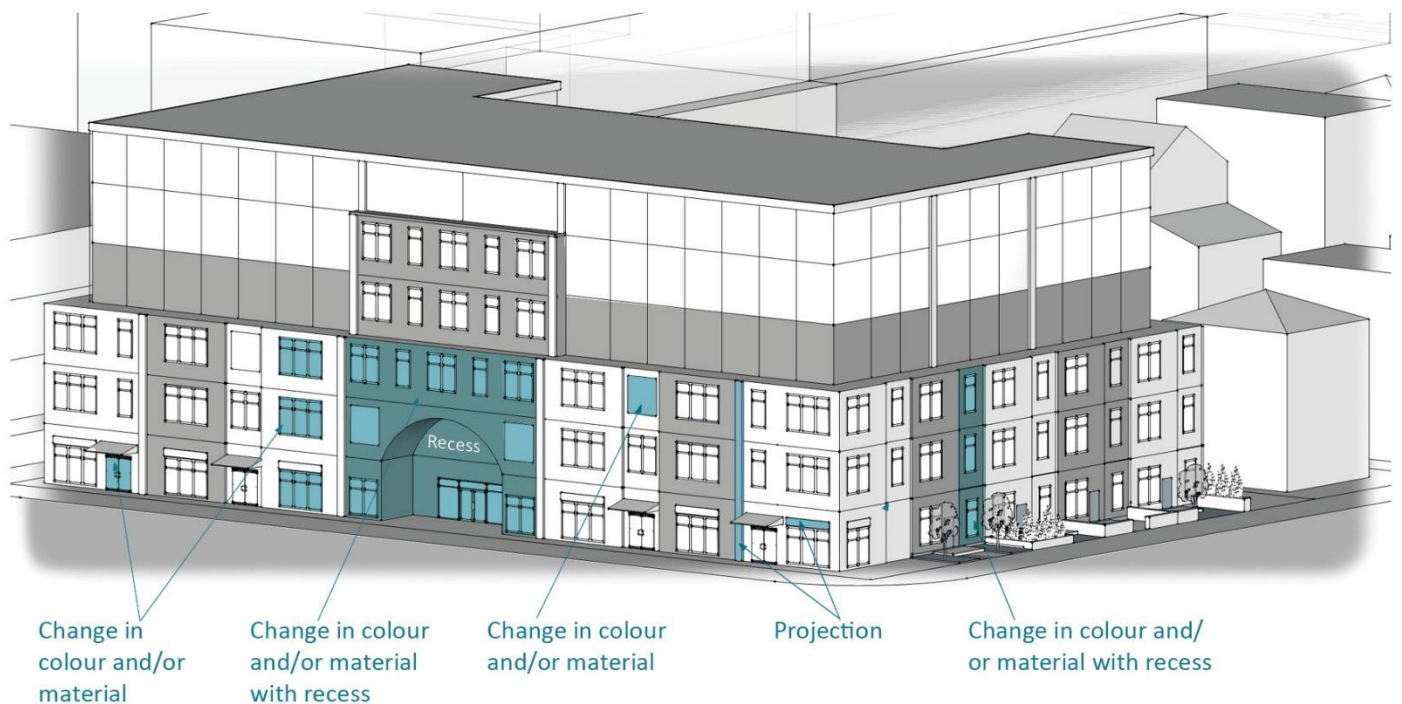 Recess
Change in
colour and/or
material
Change in colour
and/or material
with recess
Change in colour
and/or material
Projection
Change in colour and/
or material with recess